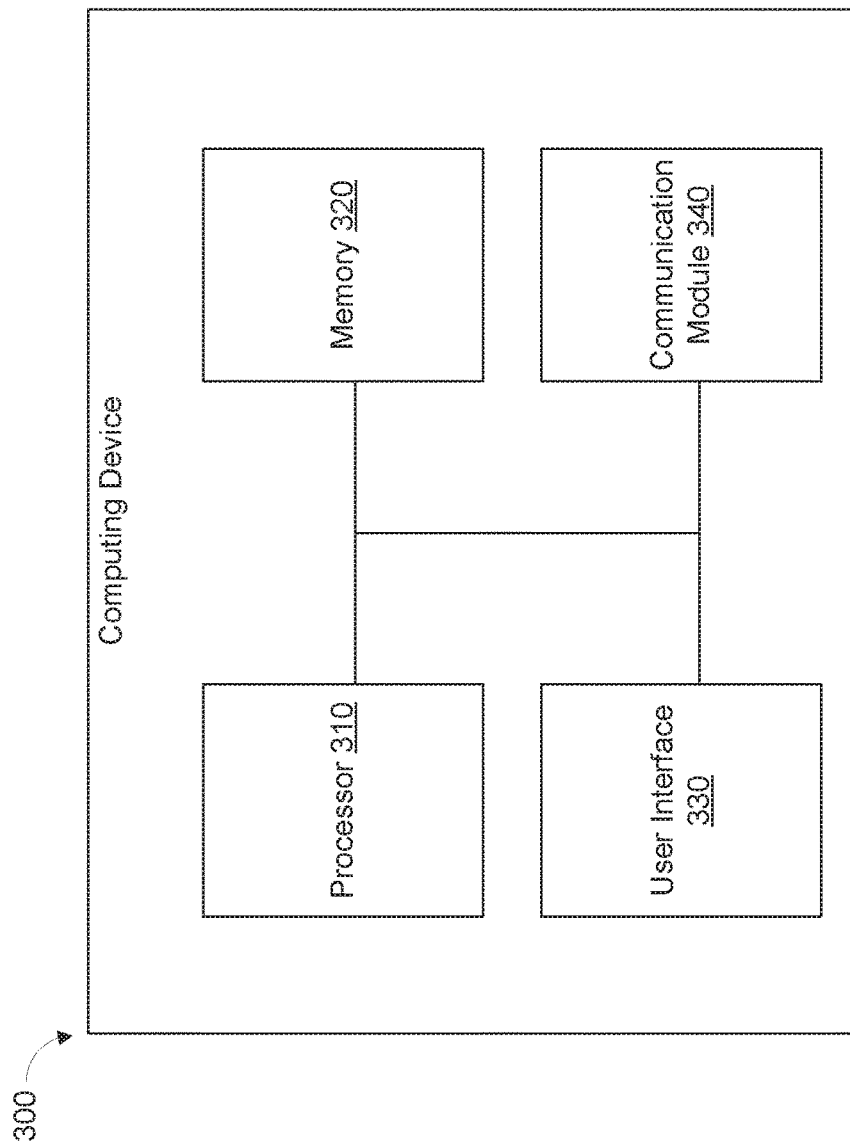 300
Computing Device
Processor 310
Memory 320
User Interface
330
Communication
Module 340